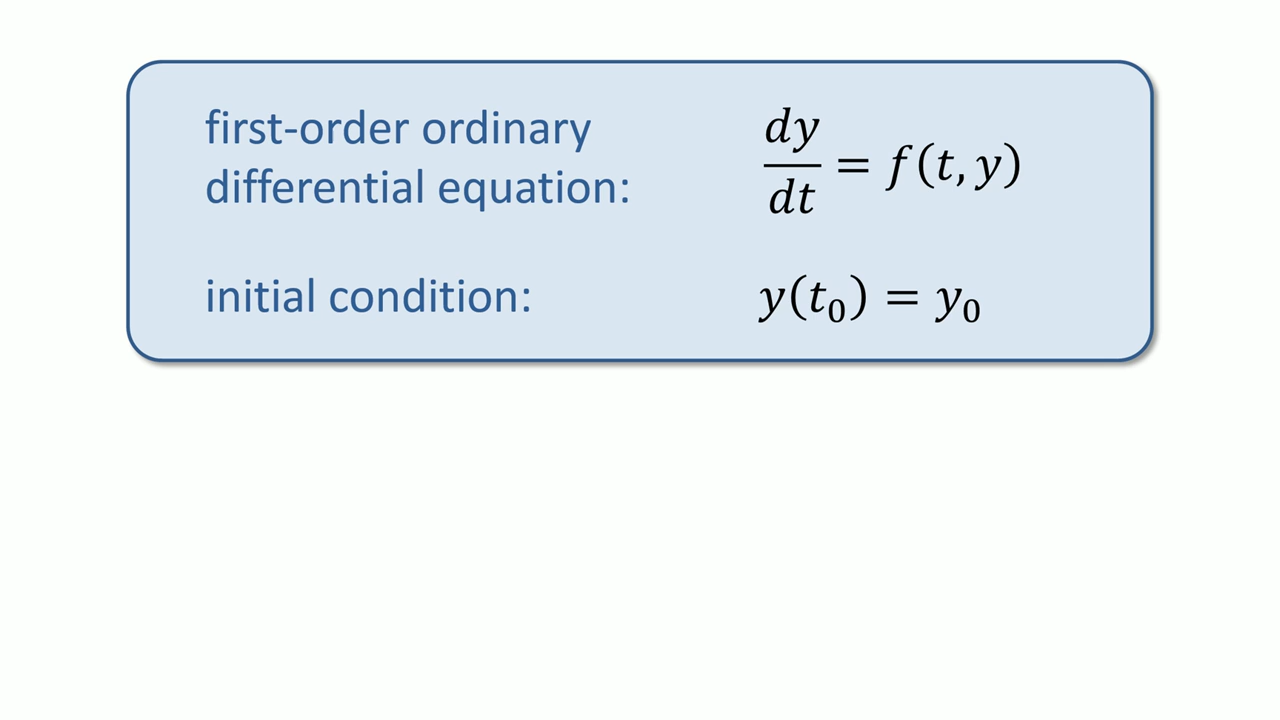 first-order ordinary
differential equation:
dy/dt = f(t, y)
initial condition: y(t₀) = y₀